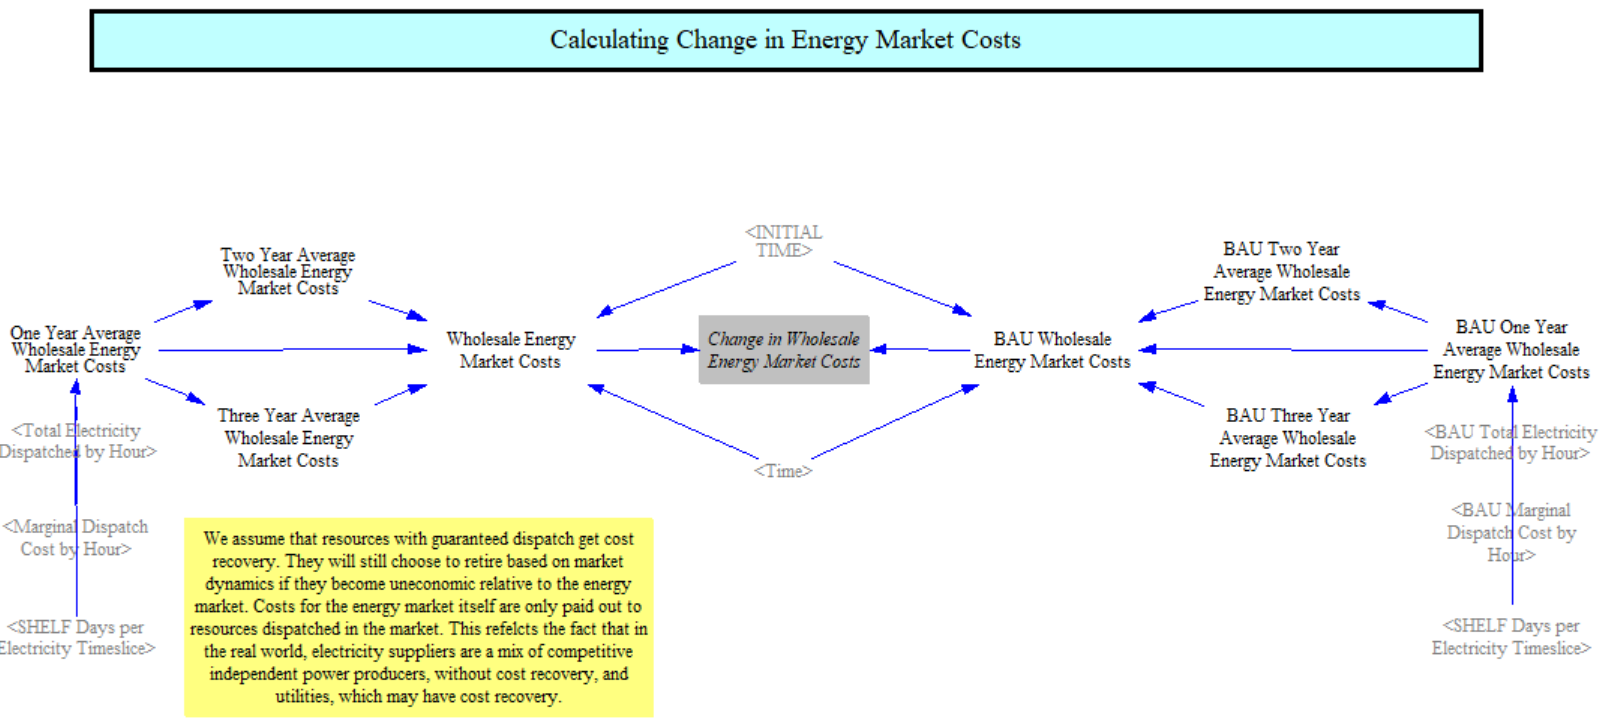 Calculating Change in Energy Market Costs
<INITIAL
TIME>
Two Year Average
Wholesale Energy
Market Costs
BAU Two Year
Average Wholesale
Energy Market Costs
One Year Average
Wholesale Energy
Market Costs
Wholesale Energy
Market Costs
Change in Wholesale
Energy Market Costs
BAU Wholesale
Energy Market Costs
BAU One Year
Average Wholesale
Energy Market Costs
Three Year Average
Wholesale Energy
Market Costs
BAU Three Year
Average Wholesale
Energy Market Costs
<Total Electricity
Dispatched by Hour>
<Time>
<BAU Total Electricity
Dispatched by Hour>
<Marginal Dispatch
Cost by Hour>
<BAU Marginal
Dispatch Cost by
Hour>
We assume that resources with guaranteed dispatch get cost
recovery. They will still choose to retire based on market
dynamics if they become uneconomic relative to the energy
market. Costs for the energy market itself are only paid out to
resources dispatched in the market. This refelcts the fact that in
the real world, electricity suppliers are a mix of competitive
independent power producers, without cost recovery, and
utilities, which may have cost recovery.
<SHELF Days per
Electricity Timeslice>
<SHELF Days per
Electricity Timeslice>